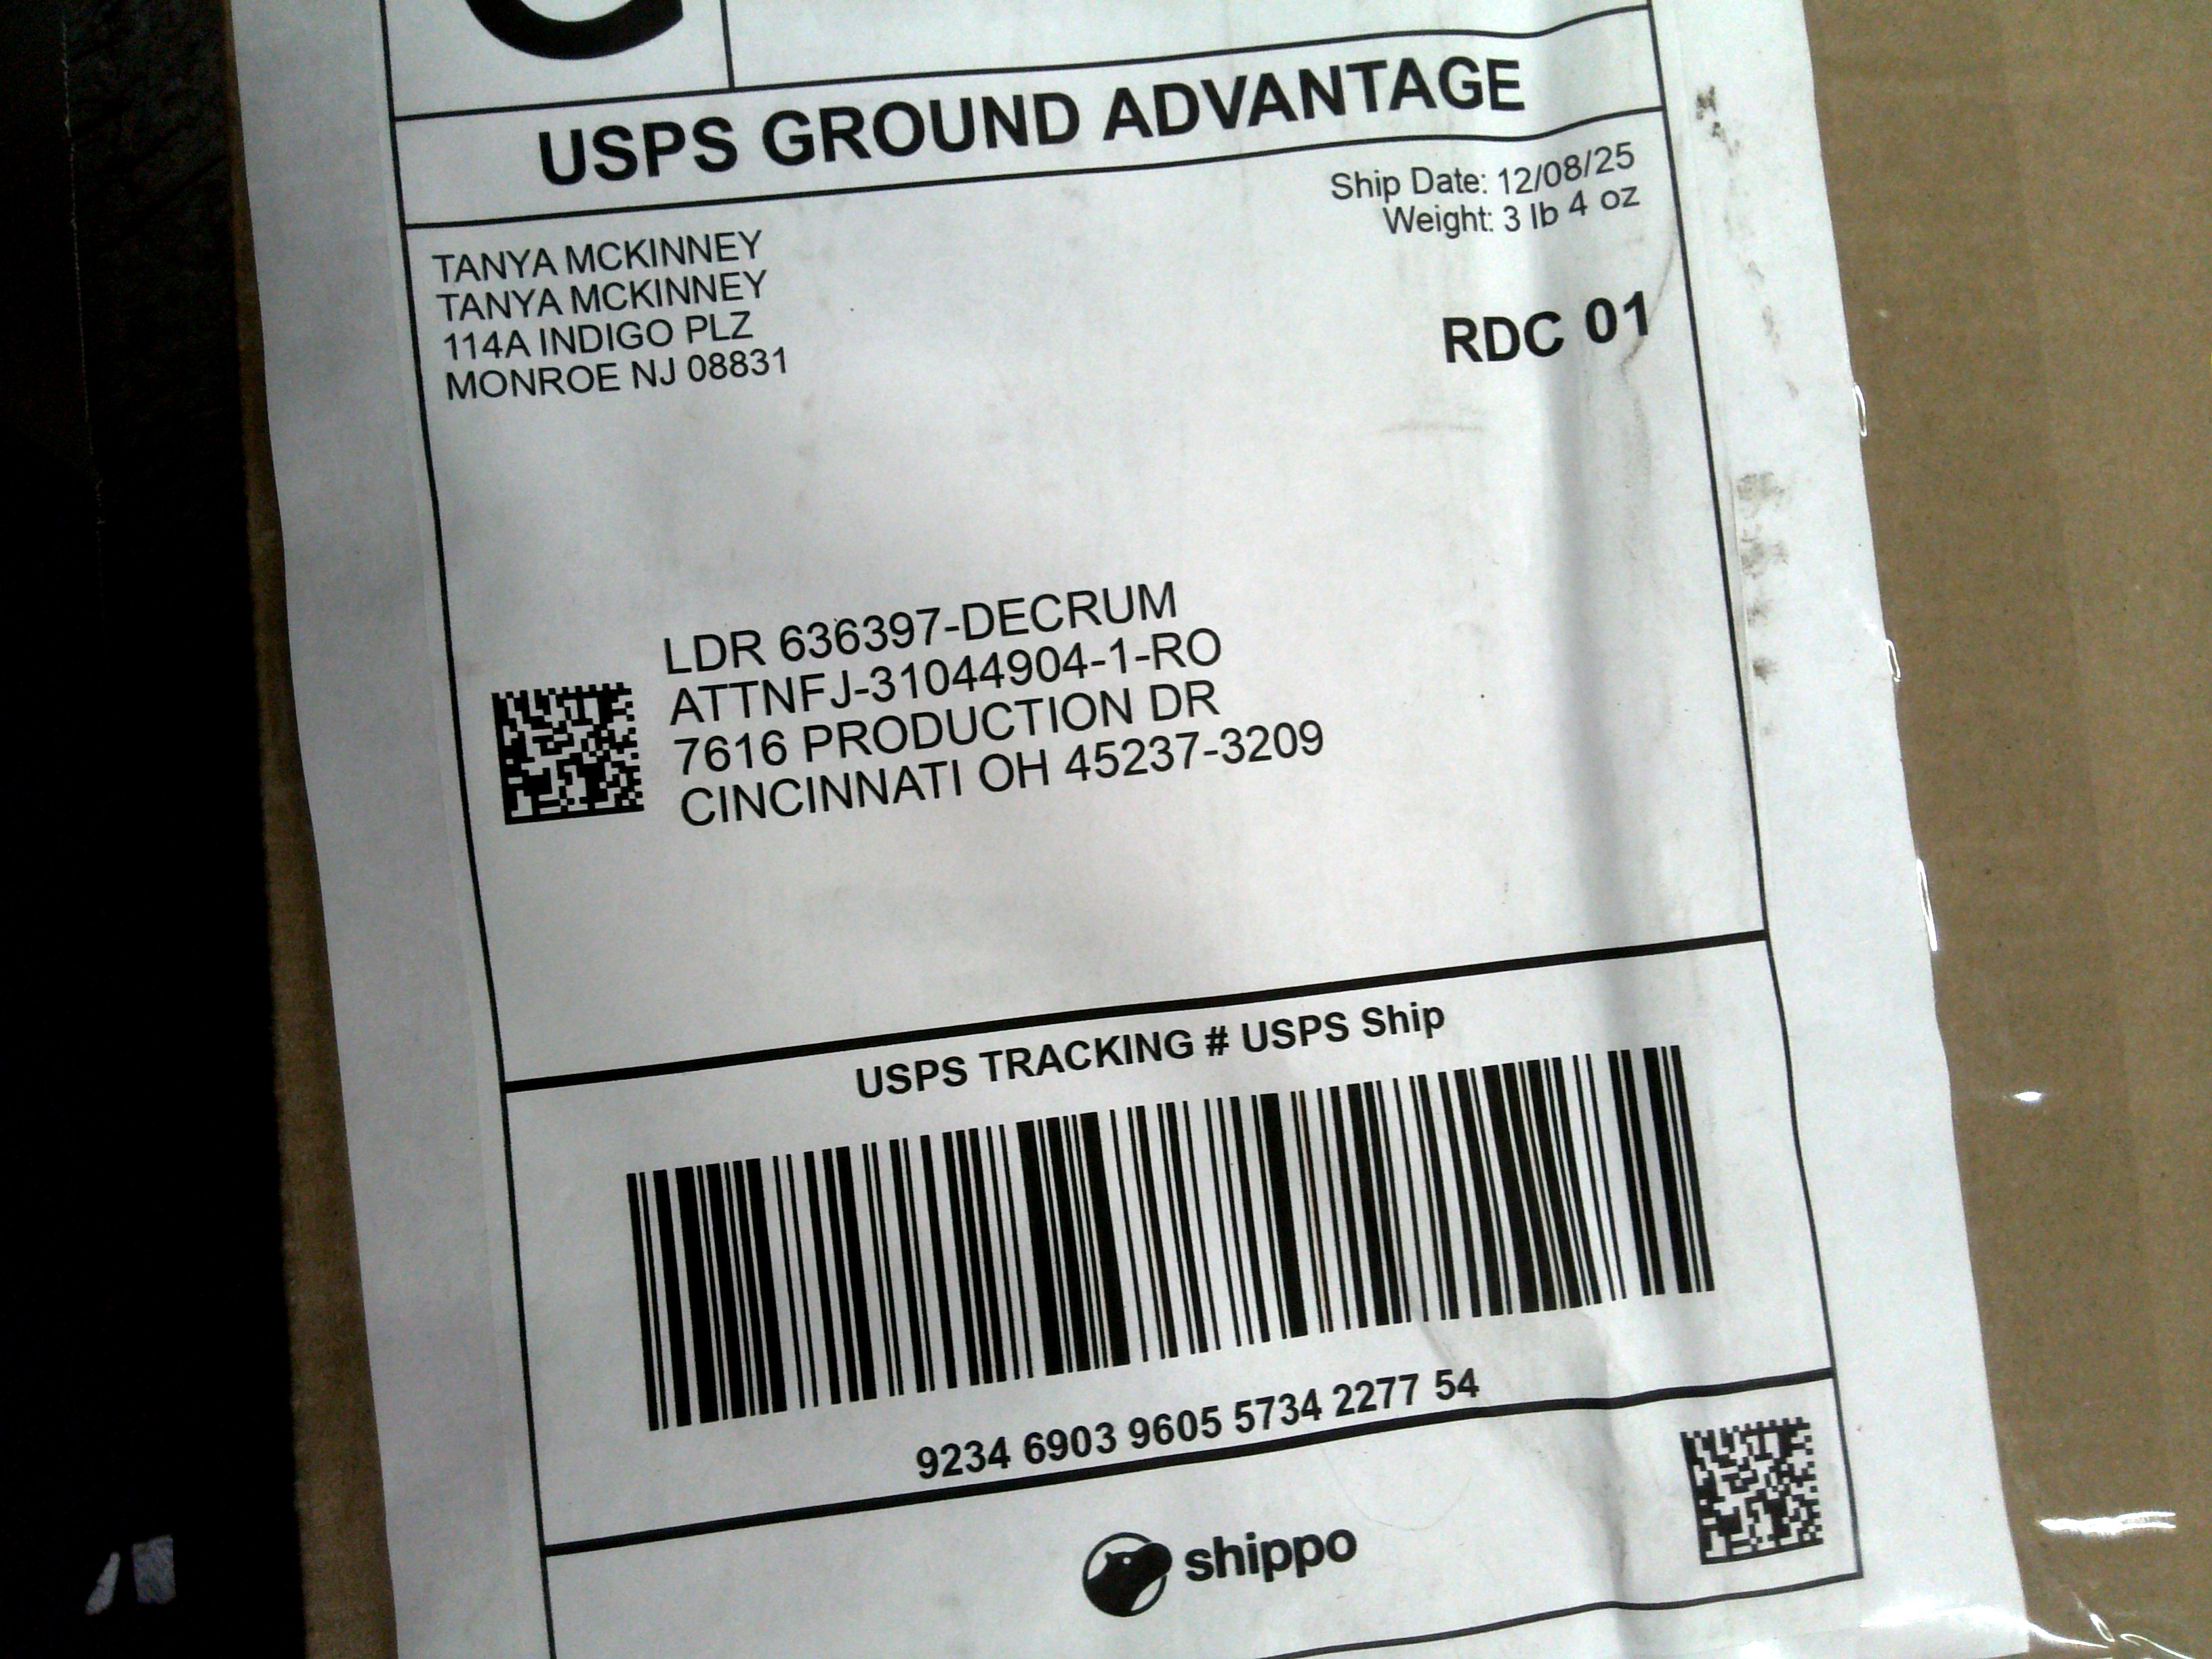 USPS GROUND ADVANTAGE
Ship Date: 12/08/25
Weight: 3 lb 4 oz
TANYA MCKINNEY
TANYA MCKINNEY
114A INDIGO PLZ
MONROE NJ 08831
RDC 01
LDR 636397-DECRUM
ATTNFJ-31044904-1-RO
7616 PRODUCTION DR
CINCINNATI OH 45237-3209
USPS TRACKING # USPS Ship
9234 6903 9605 5734 2277 54
shippo